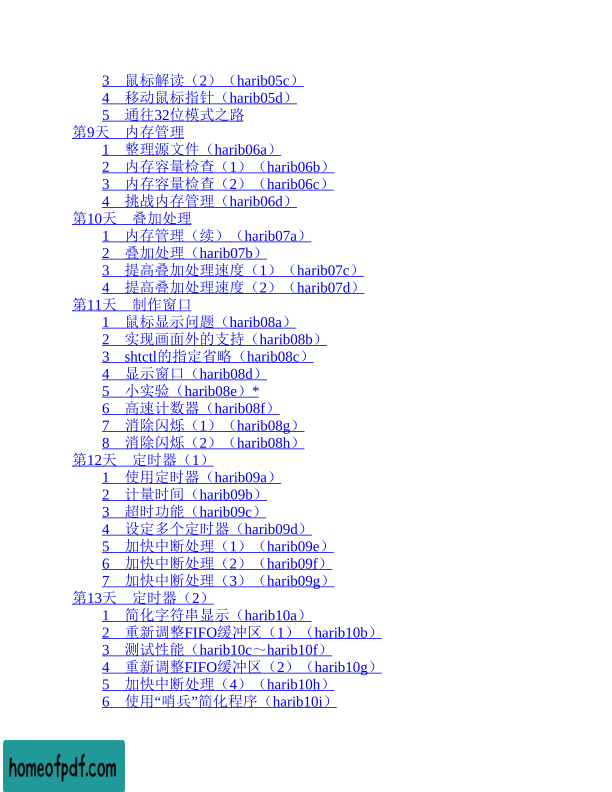 3　鼠标解读（2）（harib05c）
4　移动鼠标指针（harib05d）
5　通往32位模式之路
第9天　内存管理
1　整理源文件（harib06a）
2　内存容量检查（1）（harib06b）
3　内存容量检查（2）（harib06c）
4　挑战内存管理（harib06d）
第10天　叠加处理
1　内存管理（续）（harib07a）
2　叠加处理（harib07b）
3　提高叠加处理速度（1）（harib07c）
4　提高叠加处理速度（2）（harib07d）
第11天　制作窗口
1　鼠标显示问题（harib08a）
2　实现画面外的支持（harib08b）
3　shtctl的指定省略（harib08c）
4　显示窗口（harib08d）
5　小实验（harib08e）*
6　高速计数器（harib08f）
7　消除闪烁（1）（harib08g）
8　消除闪烁（2）（harib08h）
第12天　定时器（1）
1　使用定时器（harib09a）
2　计量时间（harib09b）
3　超时功能（harib09c）
4　设定多个定时器（harib09d）
5　加快中断处理（1）（harib09e）
6　加快中断处理（2）（harib09f）
7　加快中断处理（3）（harib09g）
第13天　定时器（2）
1　简化字符串显示（harib10a）
2　重新调整FIFO缓冲区（1）（harib10b）
3　测试性能（harib10c～harib10f）
4　重新调整FIFO缓冲区（2）（harib10g）
5　加快中断处理（4）（harib10h）
6　使用“哨兵”简化程序（harib10i）
homeofpdf.com